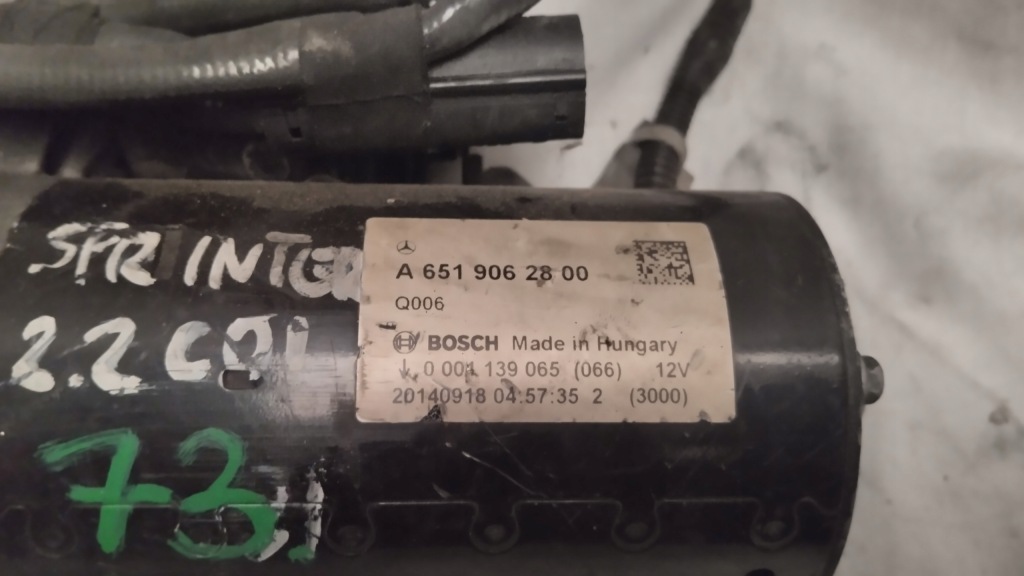 SPRINTER
2.2 CDI
73.
A 651 906 28 00
Q006
BOSCH Made in Hungary
0 001 139 065 (066) 12V
20140918 04:57:35 2 (3000)